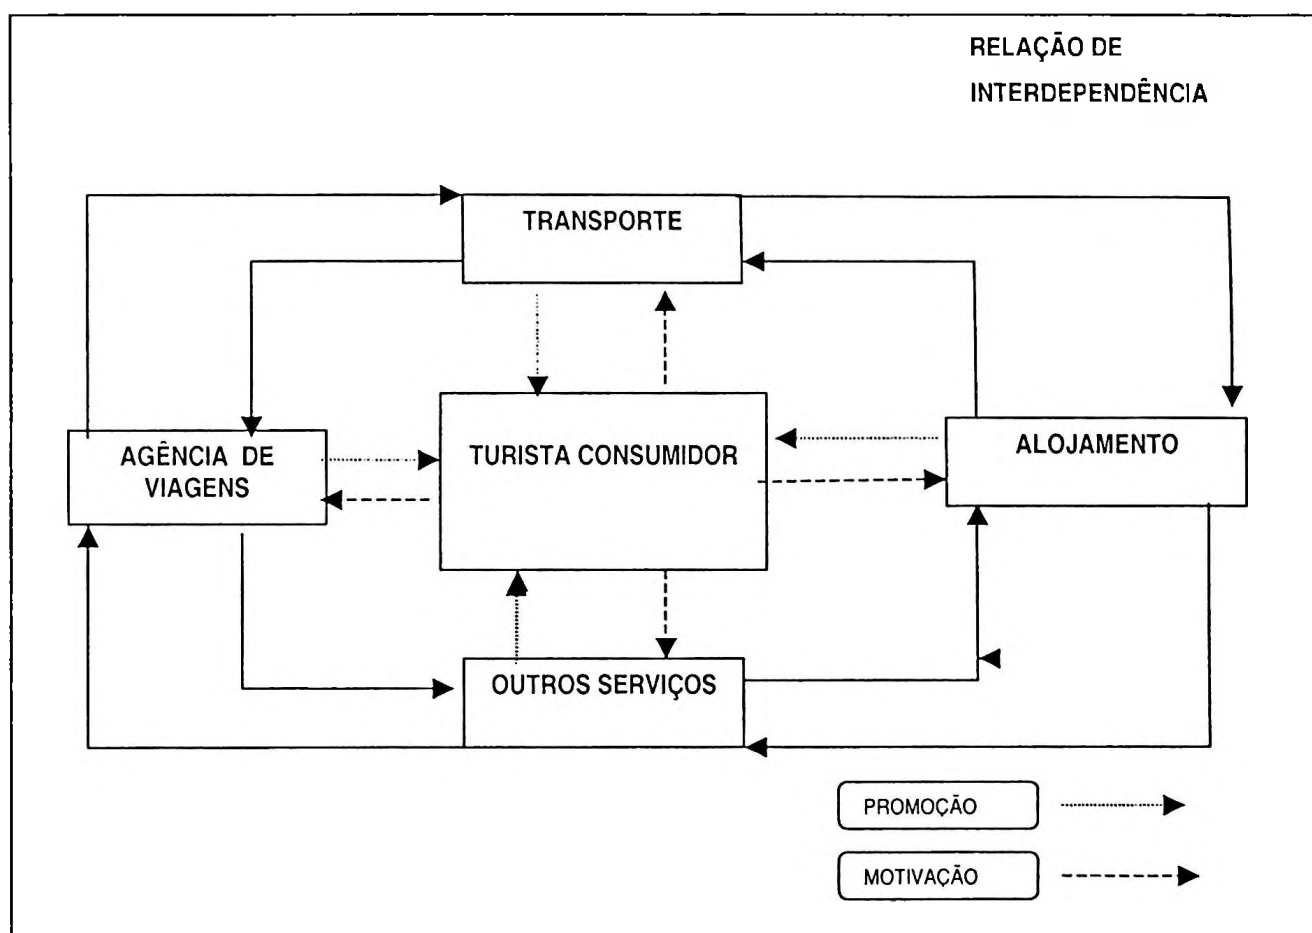 RELAÇÃO DE
INTERDEPENDÊNCIA
TRANSPORTE
AGÊNCIA DE
VIAGENS
TURISTA CONSUMIDOR
ALOJAMENTO
OUTROS SERVIÇOS
PROMOÇÃO
MOTIVAÇÃO